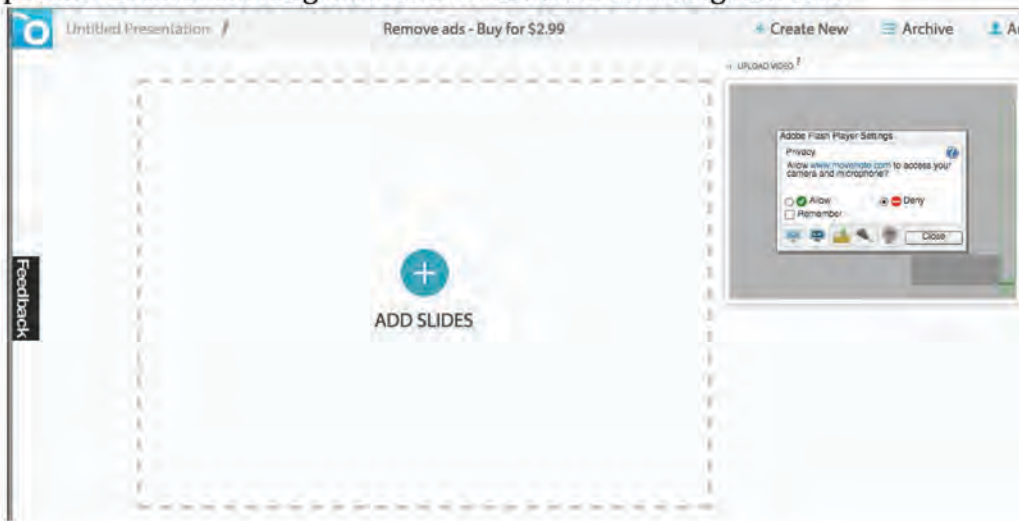 Untitled Presentation
Remove ads - Buy for $2.99
Create New
Archive
UPLOAD VIDEO
Adobe Flash Player Settings
Privacy
Allow www.movenote.com to access your
camera and microphone?
Allow
Deny
Remember
Close
ADD SLIDES
Feedback